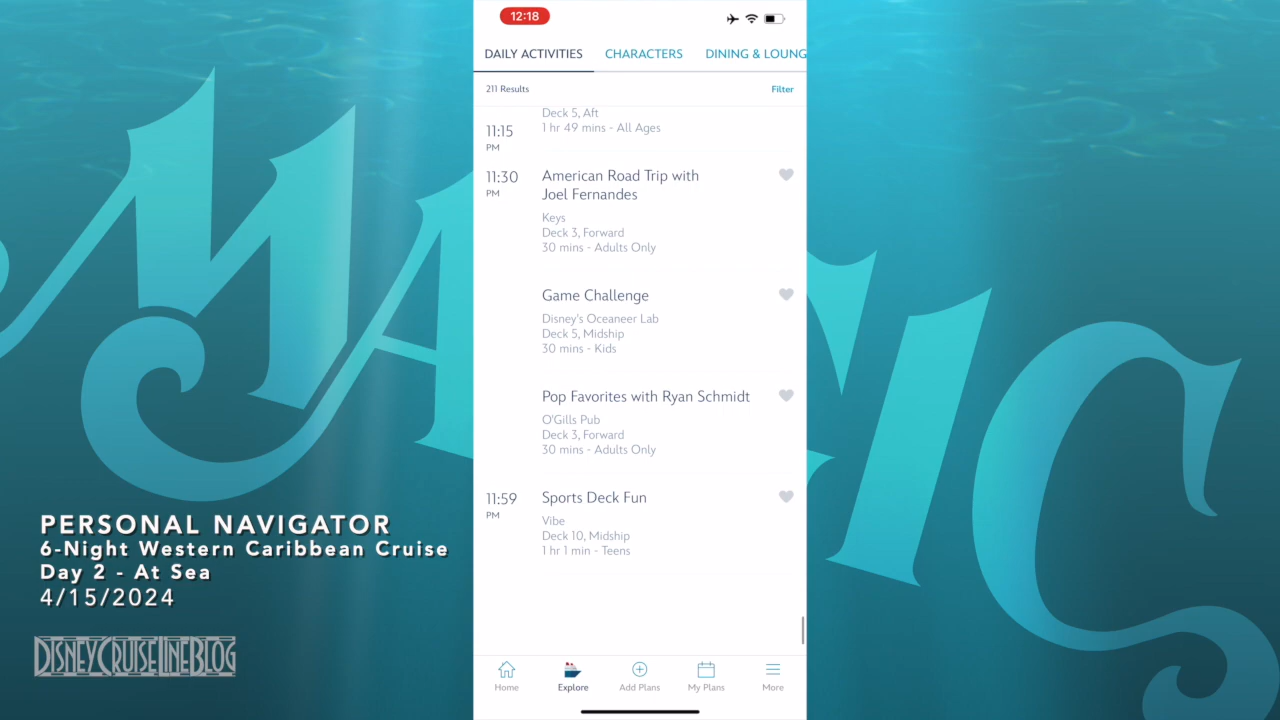 MAGIC
12:18
DAILY ACTIVITIES
CHARACTERS
DINING & LOUNG
211 Results
Filter
Deck 5, Aft
1 hr 49 mins - All Ages
11:15
PM
11:30
PM
American Road Trip with
Joel Fernandes
Keys
Deck 3, Forward
30 mins - Adults Only
Game Challenge
Disney's Oceaneer Lab
Deck 5, Midship
30 mins - Kids
Pop Favorites with Ryan Schmidt
O'Gills Pub
Deck 3, Forward
30 mins - Adults Only
11:59
PM
Sports Deck Fun
Vibe
Deck 10, Midship
1 hr 1 min - Teens
Home
Explore
Add Plans
My Plans
More
PERSONAL NAVIGATOR
6-Night Western Caribbean Cruise
Day 2 - At Sea
4/15/2024
DISNEYCRUISELINEBLOG